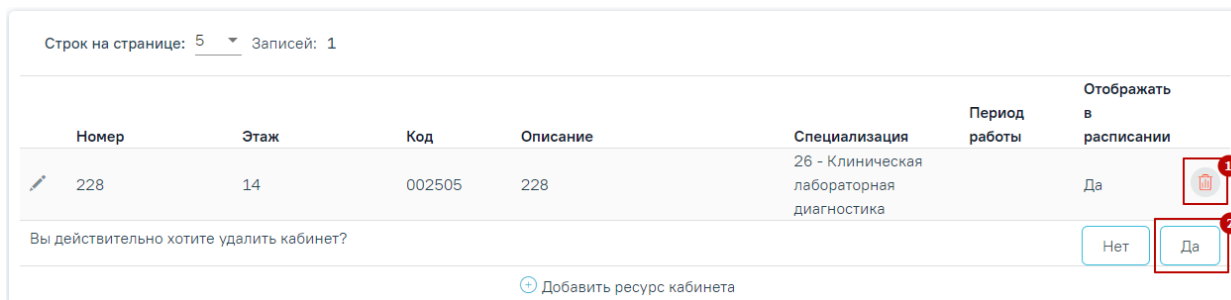 Строк на странице: 5 Записей: 1
Отображать
Период в
Номер Этаж Код Описание Специализация работы расписании
26 - Клиническая
228 14 002505 228 лабораторная Да
диагностика
1
Вы действительно хотите удалить кабинет? Нет Да
2
Добавить ресурс кабинета